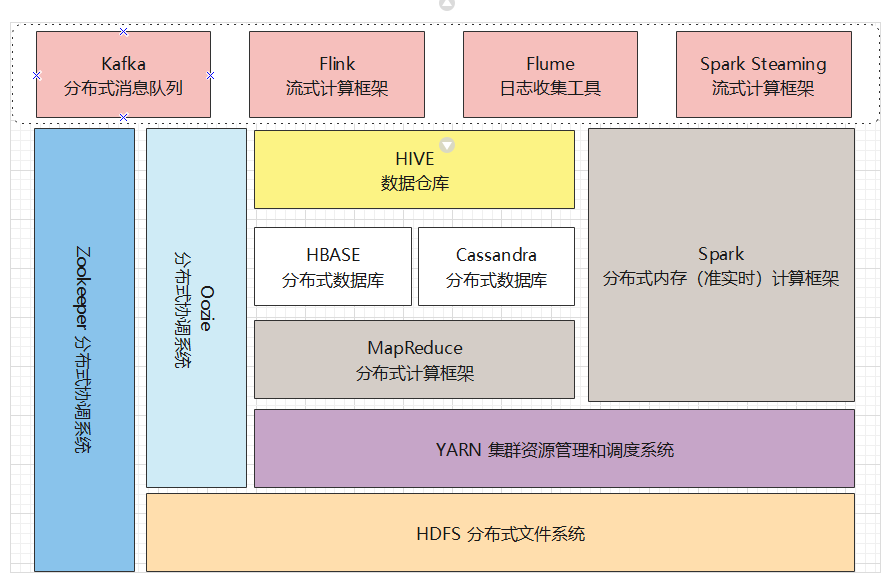 Kafka
分布式消息队列
Flink
流式计算框架
Flume
日志收集工具
Spark Steaming
流式计算框架
Zookeeper 分布式协调系统
Oozie
分布式协调系统
HIVE
数据仓库
HBASE
分布式数据库
Cassandra
分布式数据库
MapReduce
分布式计算框架
Spark
分布式内存（准实时）计算框架
YARN 集群资源管理和调度系统
HDFS 分布式文件系统